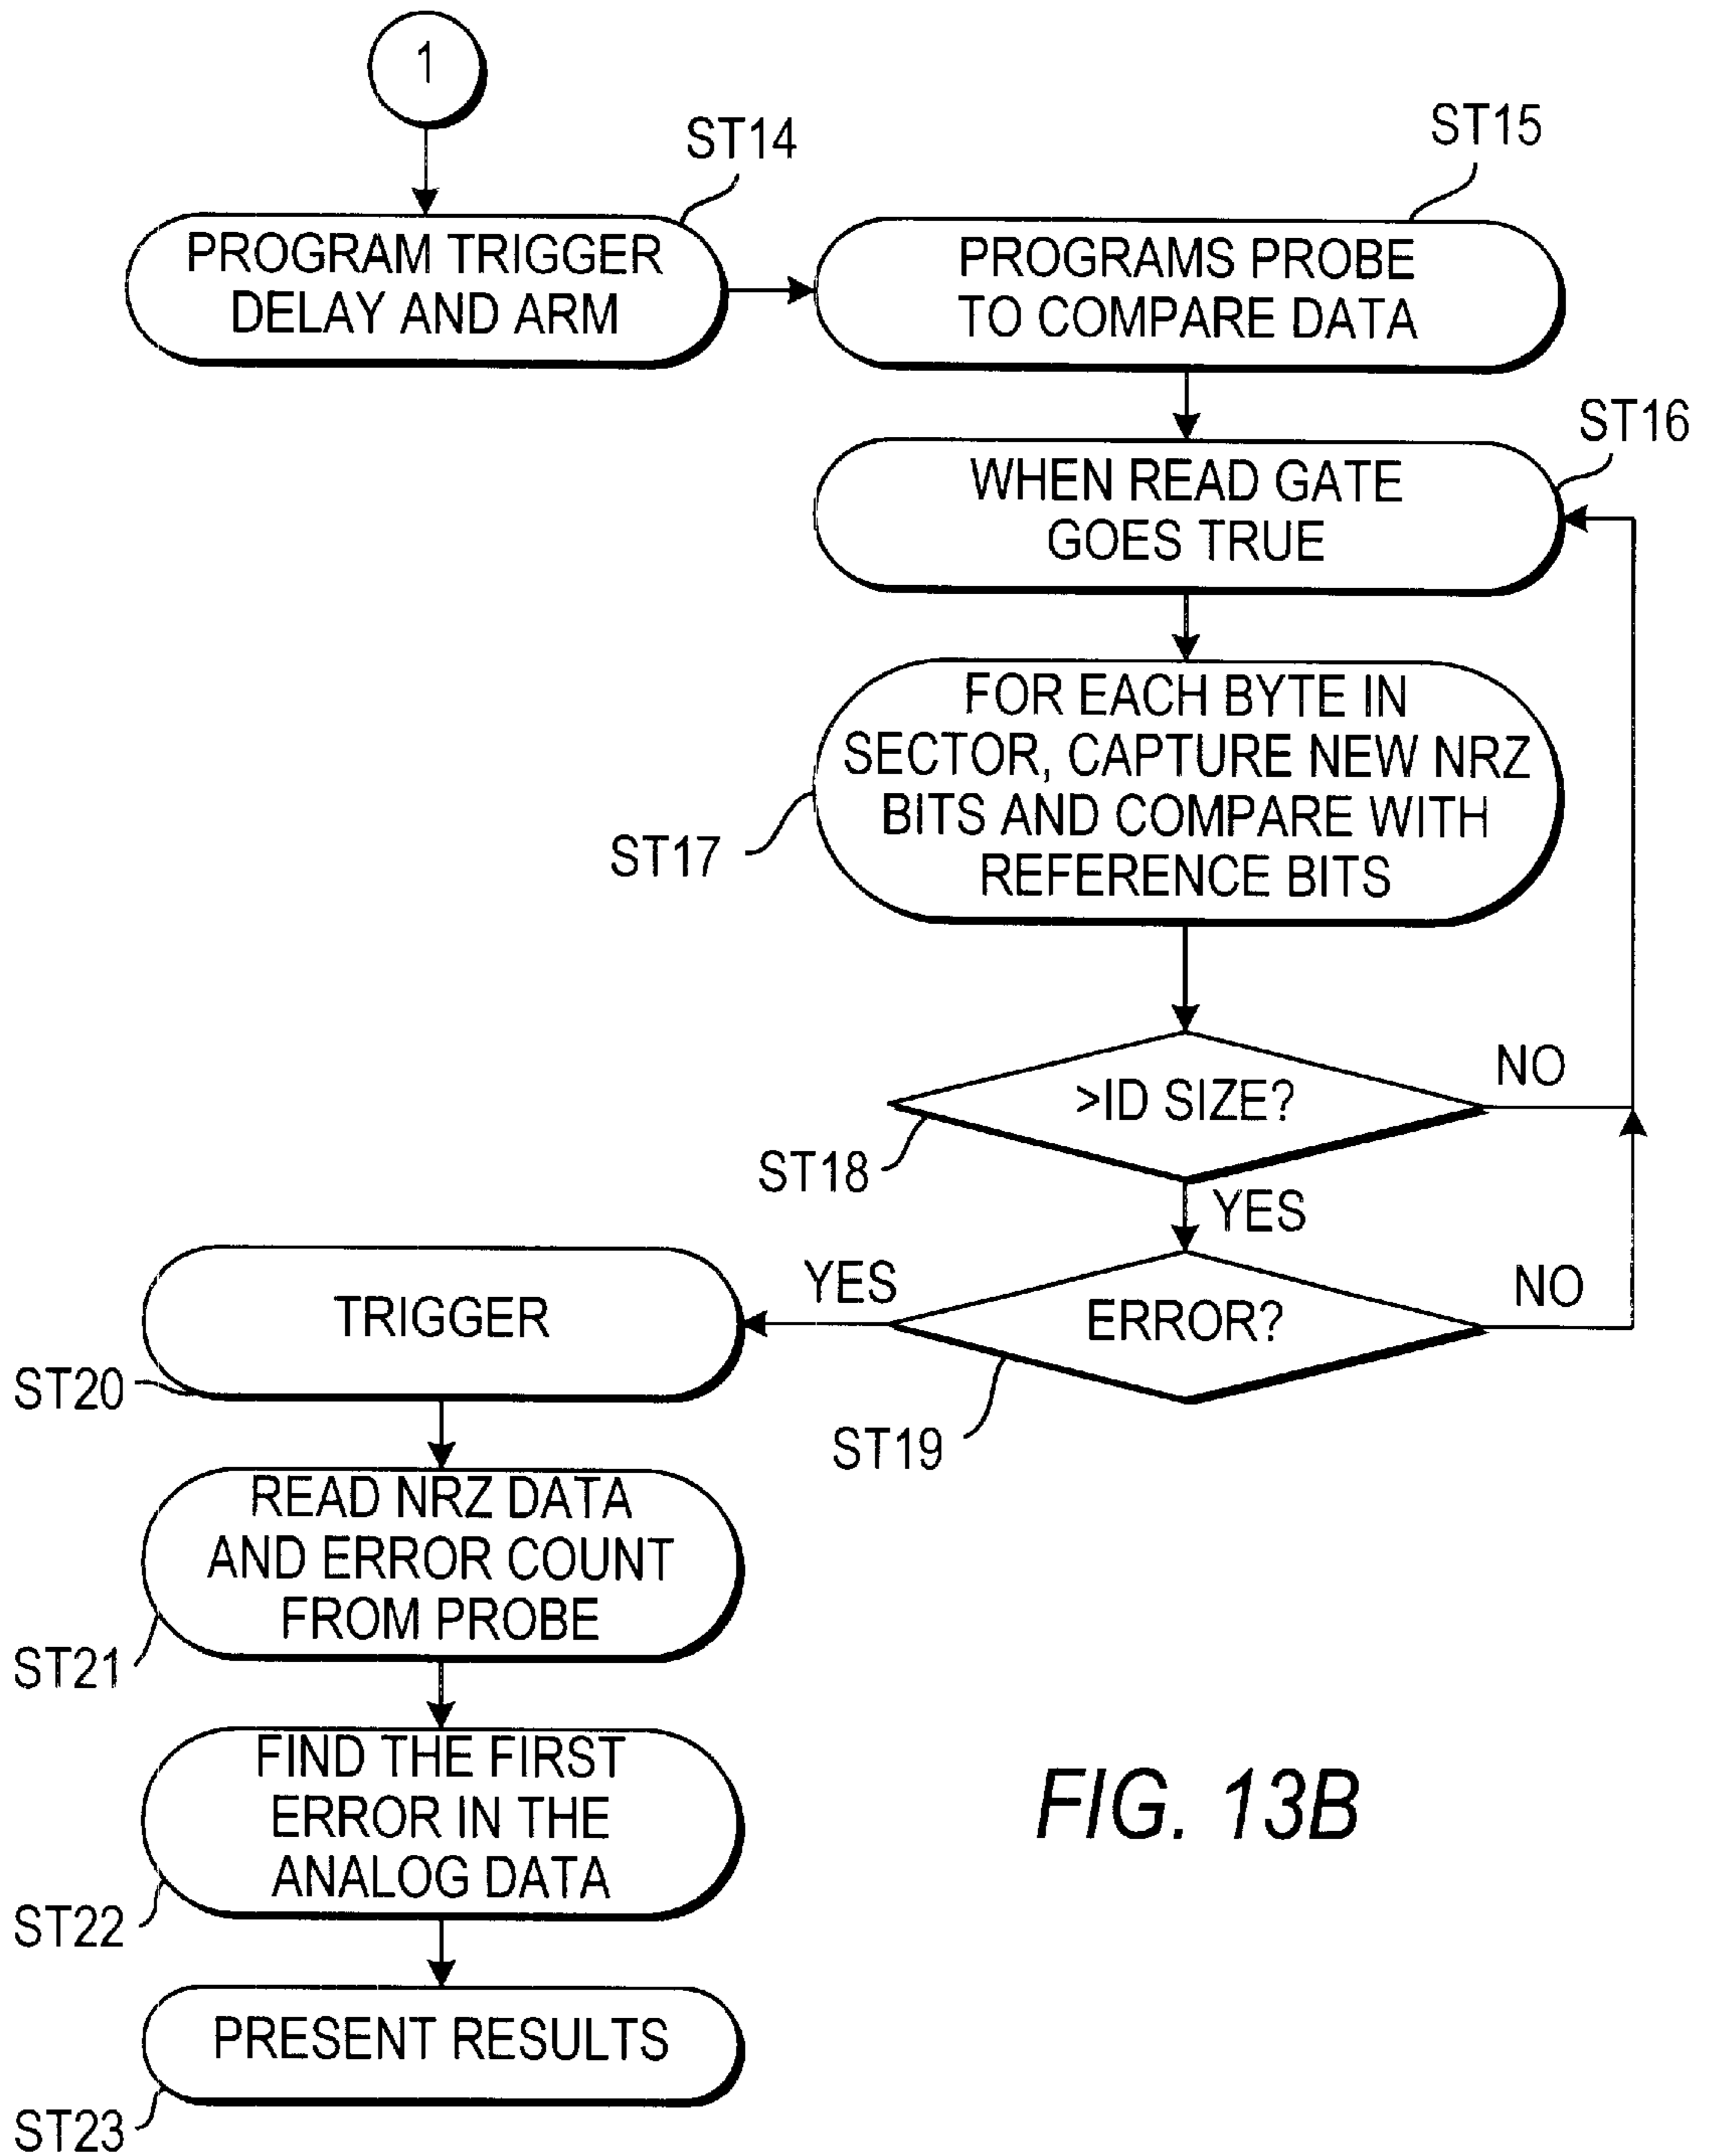 1
ST14
PROGRAM TRIGGER
DELAY AND ARM
ST15
PROGRAMS PROBE
TO COMPARE DATA
ST16
WHEN READ GATE
GOES TRUE
FOR EACH BYTE IN
SECTOR, CAPTURE NEW NRZ
BITS AND COMPARE WITH
REFERENCE BITS
ST17
>ID SIZE?
NO
ST18
YES
ERROR?
NO
YES
ST19
TRIGGER
ST20
READ NRZ DATA
AND ERROR COUNT
FROM PROBE
ST21
FIND THE FIRST
ERROR IN THE
ANALOG DATA
ST22
PRESENT RESULTS
ST23
FIG. 13B